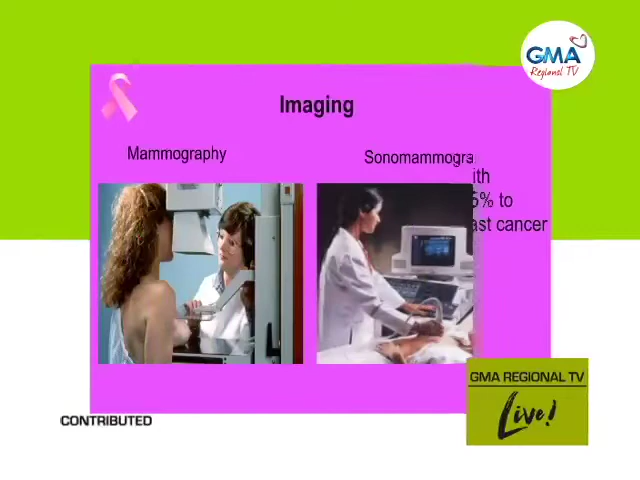 GMA
Regional TV
Imaging
Mammography
Sonomammogra
ith
5% to
ast cancer
GMA REGIONAL TV
Live!
CONTRIBUTED